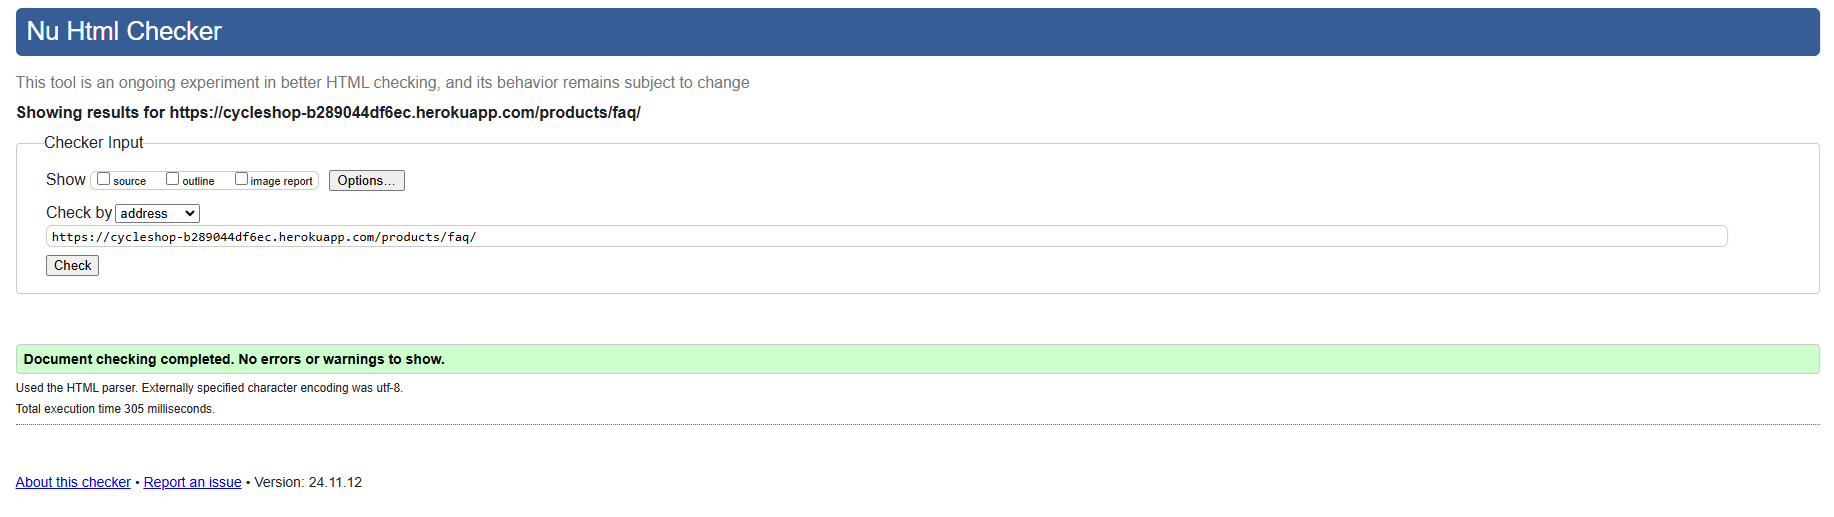 Nu Html Checker
This tool is an ongoing experiment in better HTML checking, and its behavior remains subject to change
Showing results for https://cycleshop-b289044df6ec.herokuapp.com/products/faq/
Checker Input
Show source outline image report Options...
Check by address
https://cycleshop-b289044df6ec.herokuapp.com/products/faq/
Check
Document checking completed. No errors or warnings to show.
Used the HTML parser. Externally specified character encoding was utf-8.
Total execution time 305 milliseconds.
About this checker • Report an issue • Version: 24.11.12